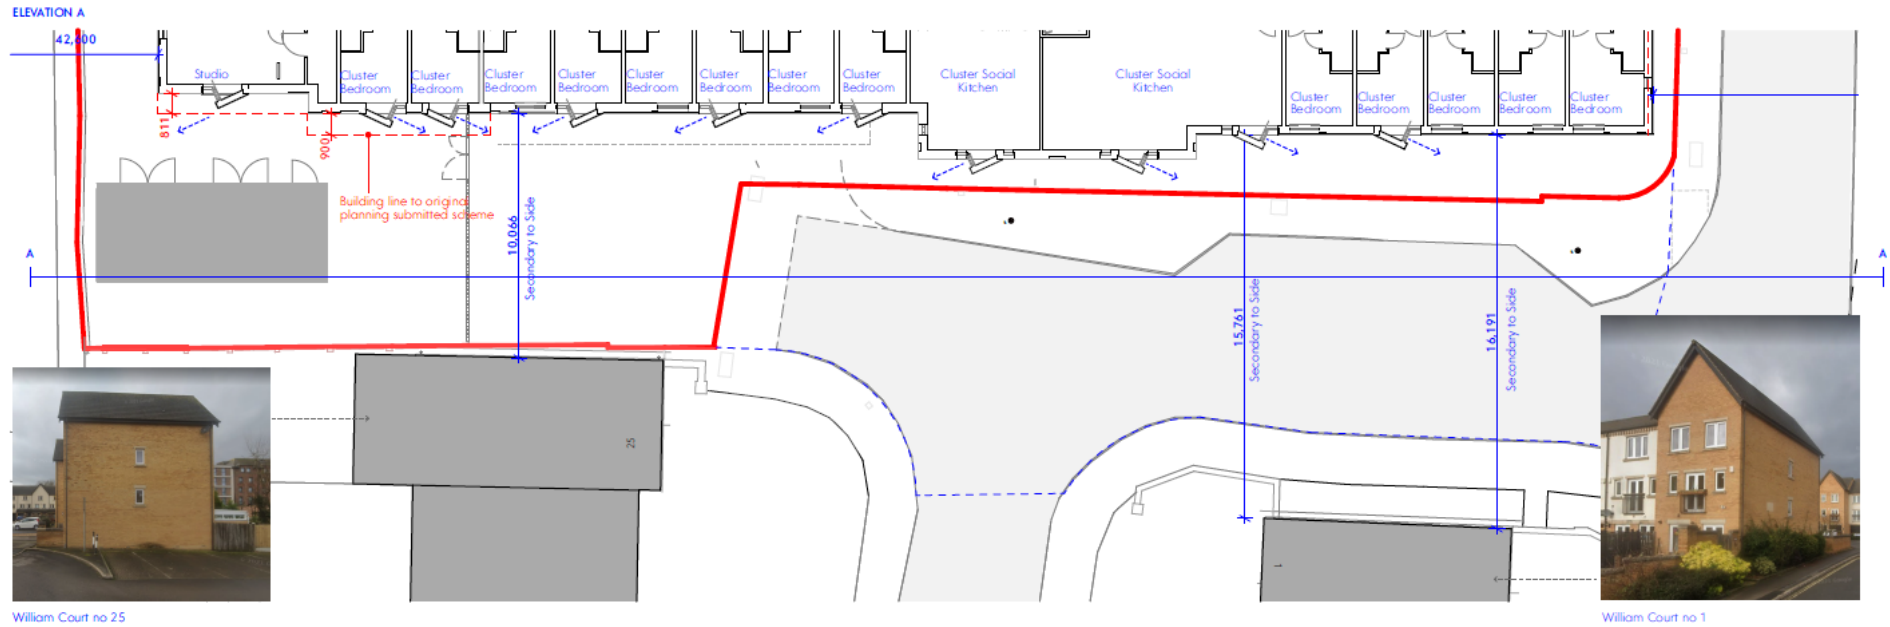 ELEVATION A
42,600
Studio
Cluster
Bedroom
Cluster
Bedroom
Cluster
Bedroom
Cluster
Bedroom
Cluster
Bedroom
Cluster
Bedroom
Cluster
Bedroom
Cluster
Bedroom
Cluster Social
Kitchen
Cluster Social
Kitchen
Cluster
Bedroom
Cluster
Bedroom
Cluster
Bedroom
Cluster
Bedroom
Cluster
Bedroom
811
900
Building line to original
planning submitted scheme
10,066
Secondary to Side
A
A
15,761
Secondary to Side
16,191
Secondary to Side
25
1
William Court no 25
William Court no 1